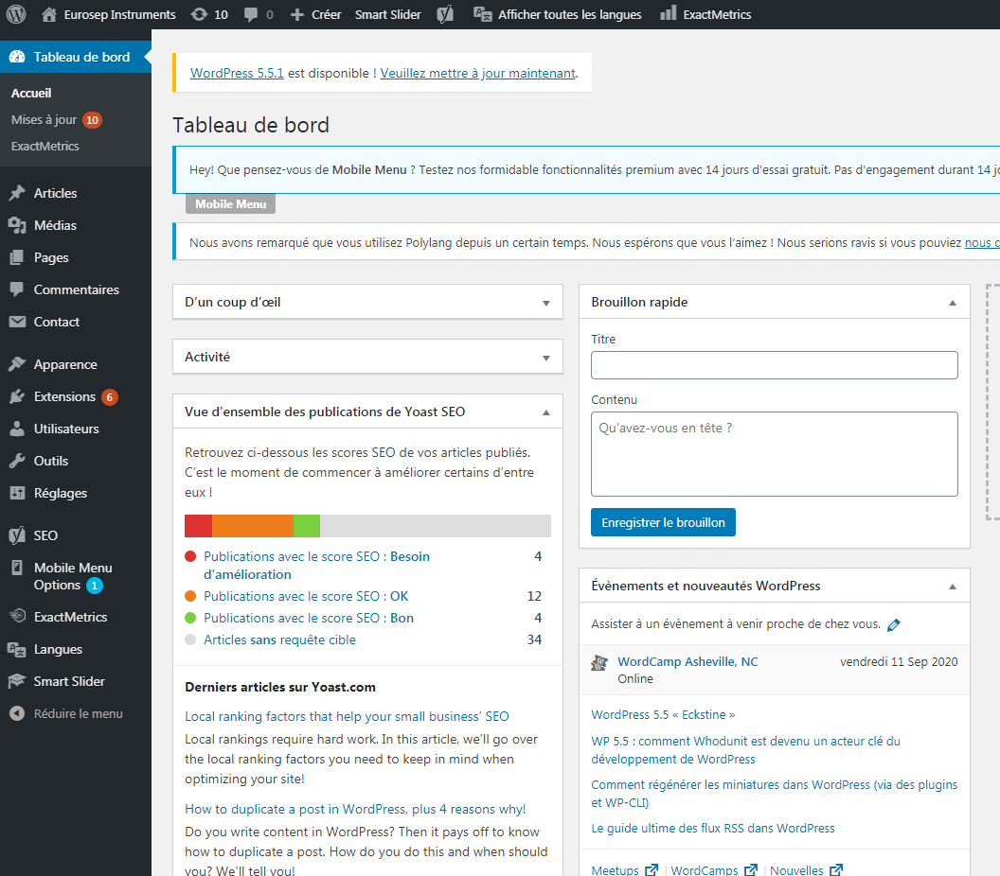 Eurosep Instruments 10 0 Créer Smart Slider Afficher toutes les langues ExactMetrics
Tableau de bord
Accueil
Mises à jour 10
ExactMetrics
Articles
Médias
Pages
Commentaires
Contact
Apparence
Extensions 6
Utilisateurs
Outils
Réglages
SEO
Mobile Menu
Options 1
ExactMetrics
Langues
Smart Slider
Réduire le menu
WordPress 5.5.1 est disponible ! Veuillez mettre à jour maintenant.
Tableau de bord
Hey! Que pensez-vous de Mobile Menu ? Testez nos formidable fonctionnalités premium avec 14 jours d'essai gratuit. Pas d'engagement durant 14
Mobile Menu
Nous avons remarqué que vous utilisez Polylang depuis un certain temps. Nous espérons que vous l’aimez ! Nous serions ravis si vous pouviez nous
D’un coup d’œil
Activité
Vue d’ensemble des publications de Yoast SEO
Retrouvez ci-dessous les scores SEO de vos articles publiés.
C’est le moment de commencer à améliorer certains d’entre
eux !
Publications avec le score SEO : Besoin 4
d’amélioration
Publications avec le score SEO : OK 12
Publications avec le score SEO : Bon 4
Articles sans requête cible 34
Derniers articles sur Yoast.com
Local ranking factors that help your small business’ SEO
Local rankings require hard work. In this article, we'll go over
the local ranking factors you need to keep in mind when
optimizing your site!
How to duplicate a post in WordPress, plus 4 reasons why!
Do you write content in WordPress? Then it pays off to know
how to duplicate a post. How do you do this and when should
you? We'll tell you!
Brouillon rapide
Titre
Contenu
Qu’avez-vous en tête ?
Enregistrer le brouillon
Évènements et nouveautés WordPress
Assister à un évènement à venir proche de chez vous.
WordCamp Asheville, NC vendredi 11 Sep 2020
Online
WordPress 5.5 « Eckstine »
WP 5.5 : comment Whodunit est devenu un acteur clé du
développement de WordPress
Comment régénérer les miniatures dans WordPress (via des plugins
et WP-CLI)
Le guide ultime des flux RSS dans WordPress
Meetups | WordCamps | Nouvelles